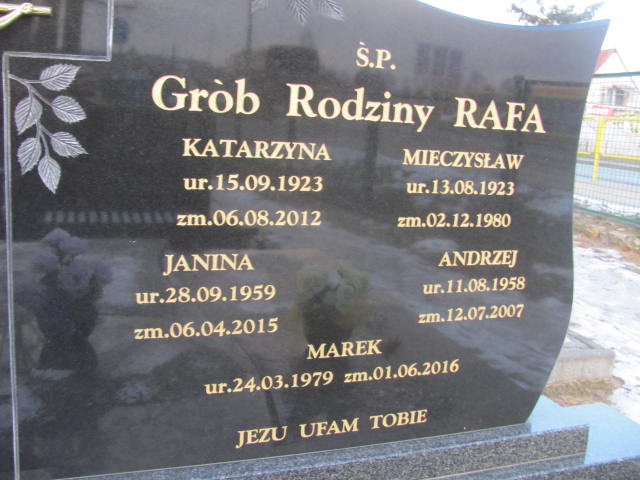 Ṡ.P.
Gròb Rodziny RAFA
KATARZYNA MIECZYSŁAW
ur.15.09.1923 ur.13.08.1923
zm.06.08.2012 zm.02.12.1980
JANINA ANDRZEJ
ur.28.09.1959 ur.11.08.1958
zm.06.04.2015 zm.12.07.2007
MAREK
ur.24.03.1979 zm.01.06.2016
JEZU UFAM TOBIE